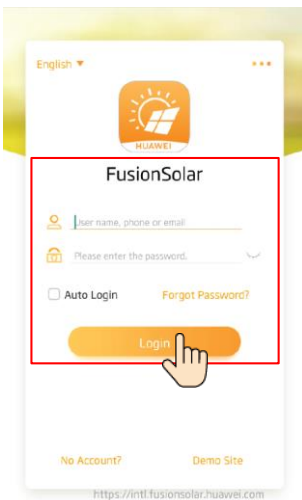 English ▼
HUAWEI
FusionSolar
User name, phone or email
Please enter the password.
Auto Login Forgot Password?
Login
No Account? Demo Site
https://intl.fusionsolar.huawei.com